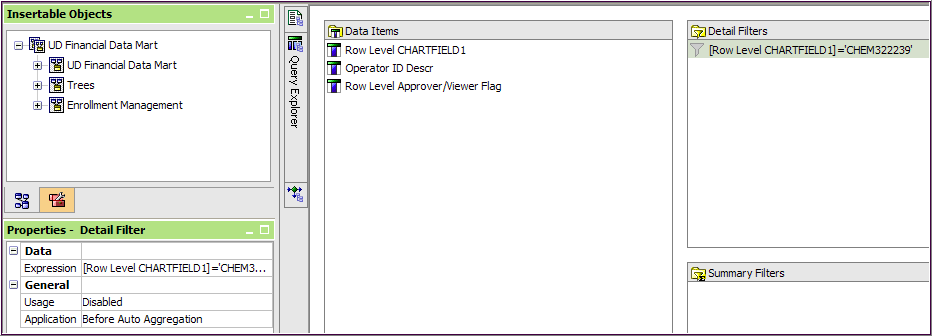 Insertable Objects
UD Financial Data Mart
UD Financial Data Mart
Trees
Enrollment Management
Properties - Detail Filter
Data
Expression [Row Level CHARTFIELD1]='CHEM3...
General
Usage Disabled
Application Before Auto Aggregation
Query Explorer
Data Items
Row Level CHARTFIELD1
Operator ID Descr
Row Level Approver/Viewer Flag
Detail Filters
[Row Level CHARTFIELD1]='CHEM322239'
Summary Filters